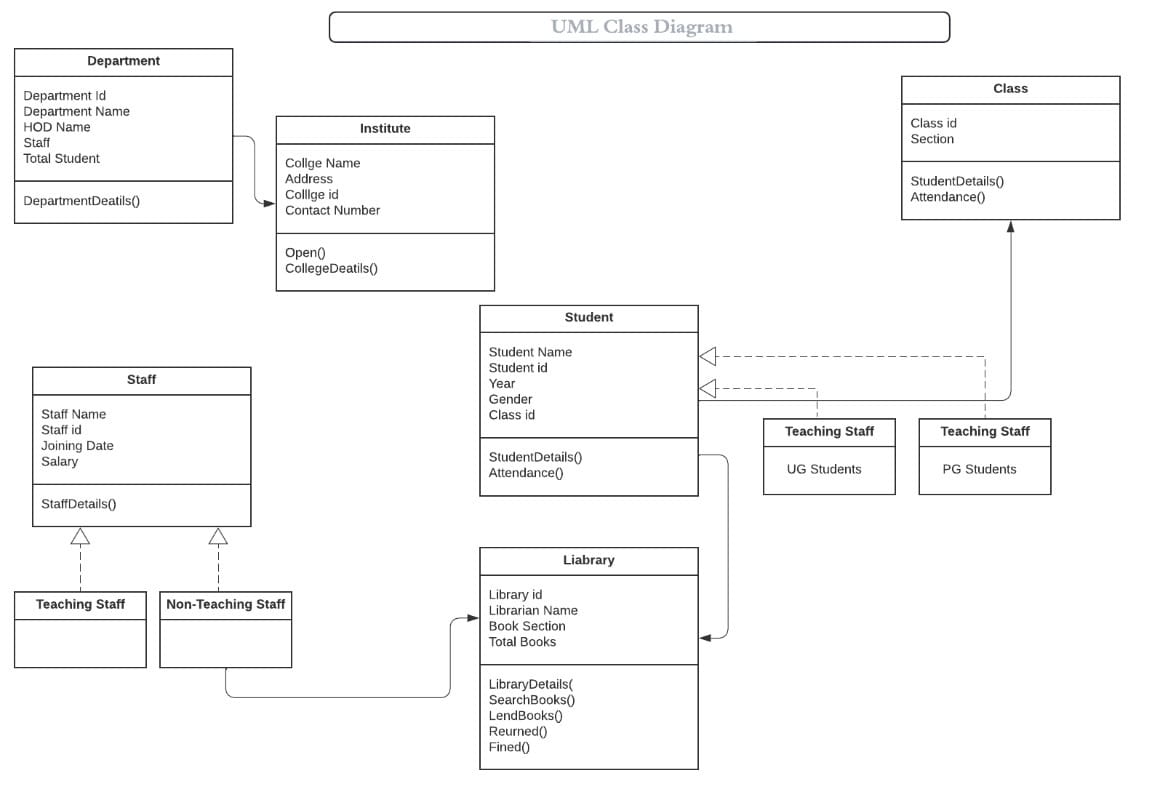 UML Class Diagram
Department
Department Id
Department Name
HOD Name
Staff
Total Student
DepartmentDeatils()
Institute
Collge Name
Address
Colllge id
Contact Number
Open()
CollegeDeatils()
Class
Class id
Section
StudentDetails()
Attendance()
Student
Student Name
Student id
Year
Gender
Class id
StudentDetails()
Attendance()
Teaching Staff
UG Students
Teaching Staff
PG Students
Staff
Staff Name
Staff id
Joining Date
Salary
StaffDetails()
Teaching Staff
Non-Teaching Staff
Liabrary
Library id
Librarian Name
Book Section
Total Books
LibraryDetails(
SearchBooks()
LendBooks()
Reurned()
Fined()